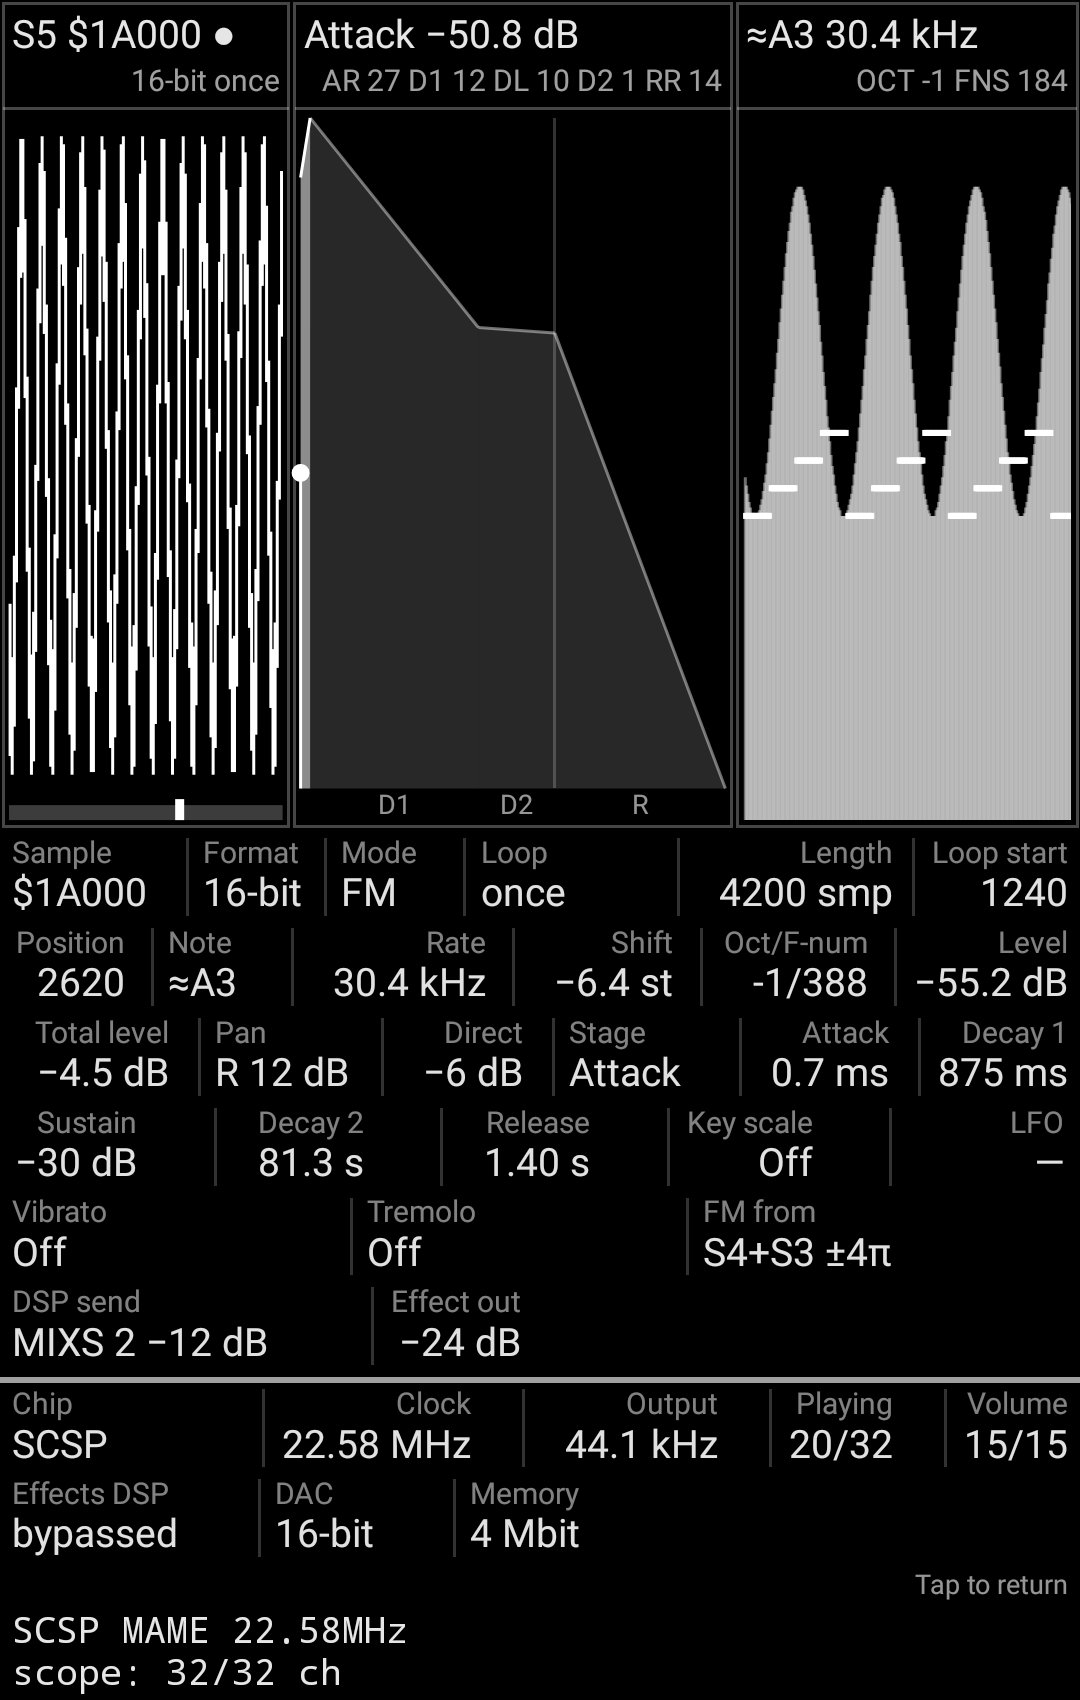 S5 $1A000 ●
16-bit once
Attack −50.8 dB
AR 27 D1 12 DL 10 D2 1 RR 14
≈A3 30.4 kHz
OCT -1 FNS 184
D1 D2 R
Sample Format Mode Loop Length Loop start
$1A000 16-bit FM once 4200 smp 1240
Position Note Rate Shift Oct/F-num Level
2620 ≈A3 30.4 kHz −6.4 st -1/388 −55.2 dB
Total level Pan Direct Stage Attack Decay 1
−4.5 dB R 12 dB −6 dB Attack 0.7 ms 875 ms
Sustain Decay 2 Release Key scale LFO
−30 dB 81.3 s 1.40 s Off —
Vibrato Tremolo FM from
Off Off S4+S3 ±4π
DSP send Effect out
MIXS 2 −12 dB −24 dB
Chip Clock Output Playing Volume
SCSP 22.58 MHz 44.1 kHz 20/32 15/15
Effects DSP DAC Memory
bypassed 16-bit 4 Mbit
Tap to return
SCSP MAME 22.58MHz
scope: 32/32 ch